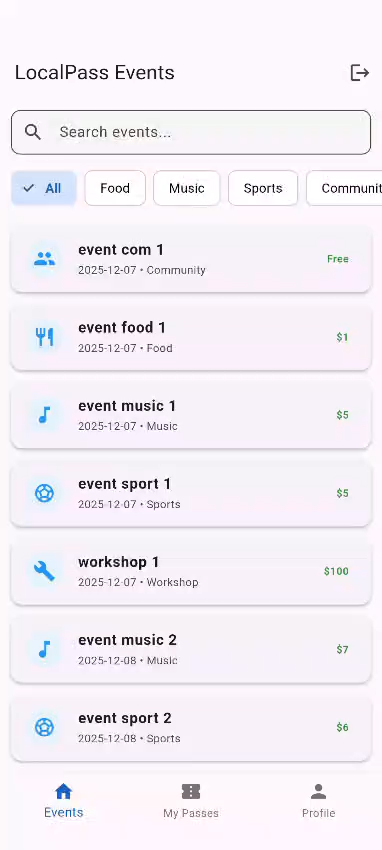 LocalPass Events
Search events...
All
Food
Music
Sports
Communit
event com 1
2025-12-07 • Community
Free
event food 1
2025-12-07 • Food
$1
event music 1
2025-12-07 • Music
$5
event sport 1
2025-12-07 • Sports
$5
workshop 1
2025-12-07 • Workshop
$100
event music 2
2025-12-08 • Music
$7
event sport 2
2025-12-08 • Sports
$6
Events
My Passes
Profile